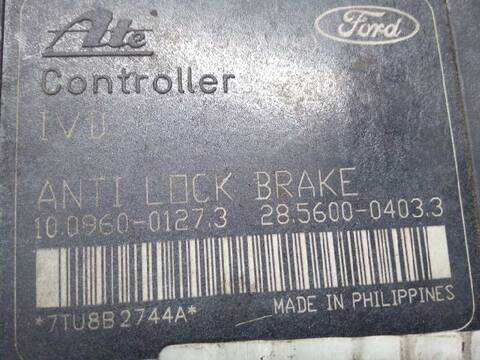 Ate
Ford
Controller
IVD
ANTI LOCK BRAKE
10.0960-0127.3 28.5600-0403.3
*7TU8B2744A*
MADE IN PHILIPPINES